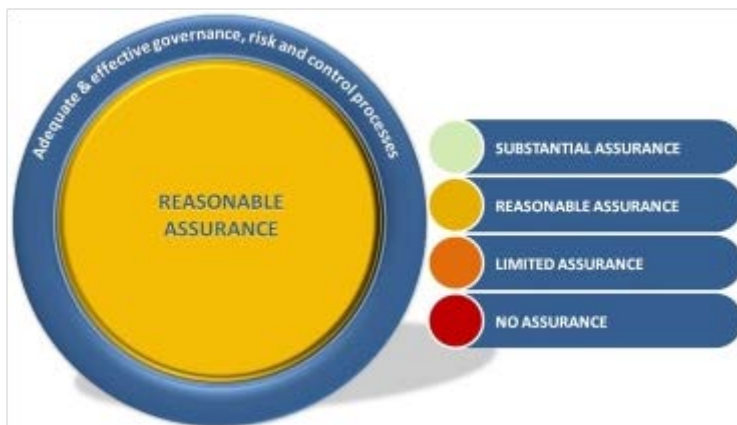 Adequate & effective governance, risk and control processes
REASONABLE
ASSURANCE
SUBSTANTIAL ASSURANCE
REASONABLE ASSURANCE
LIMITED ASSURANCE
NO ASSURANCE